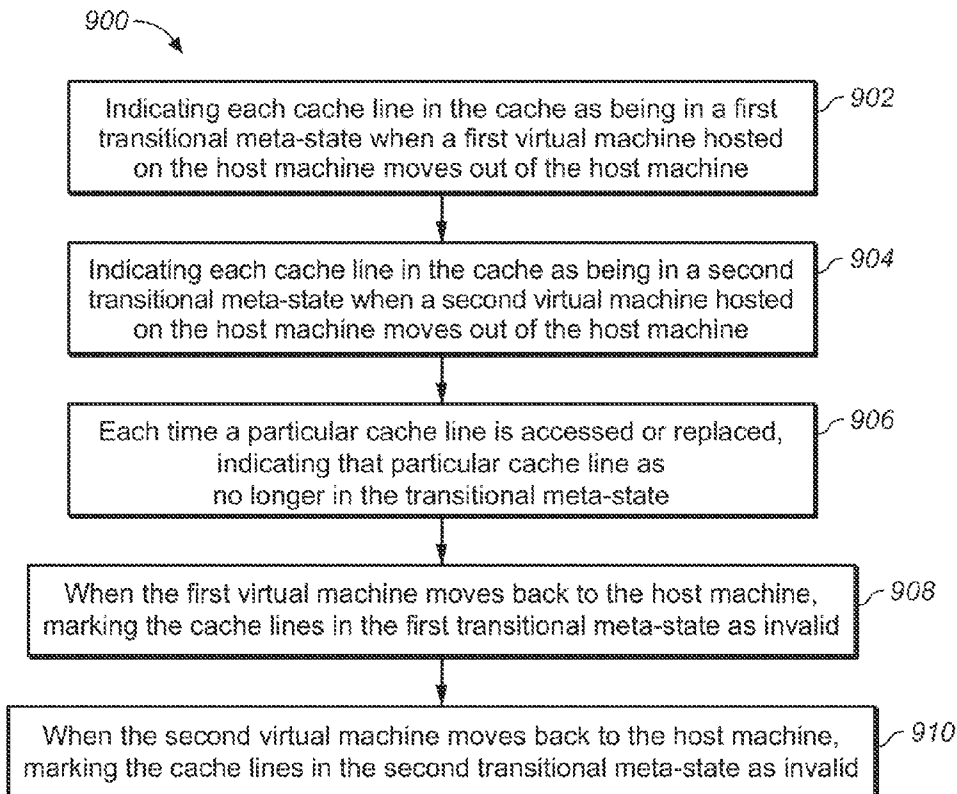 900
Indicating each cache line in the cache as being in a first
transitional meta-state when a first virtual machine hosted
on the host machine moves out of the host machine
902
Indicating each cache line in the cache as being in a second
transitional meta-state when a second virtual machine hosted
on the host machine moves out of the host machine
904
Each time a particular cache line is accessed or replaced,
indicating that particular cache line as
no longer in the transitional meta-state
906
When the first virtual machine moves back to the host machine,
marking the cache lines in the first transitional meta-state as invalid
908
When the second virtual machine moves back to the host machine,
marking the cache lines in the second transitional meta-state as invalid
910